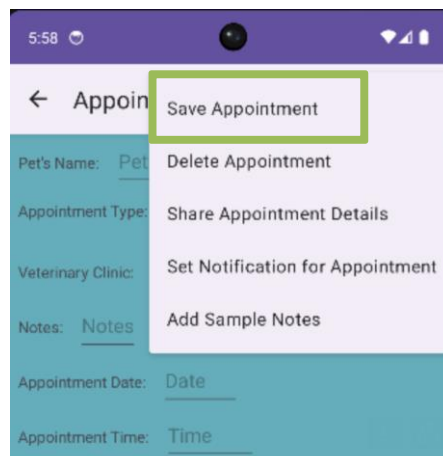 5:58
Appoin
Save Appointment
Delete Appointment
Share Appointment Details
Set Notification for Appointment
Add Sample Notes
Pet's Name: Pet
Appointment Type:
Veterinary Clinic:
Notes: Notes
Appointment Date: Date
Appointment Time: Time